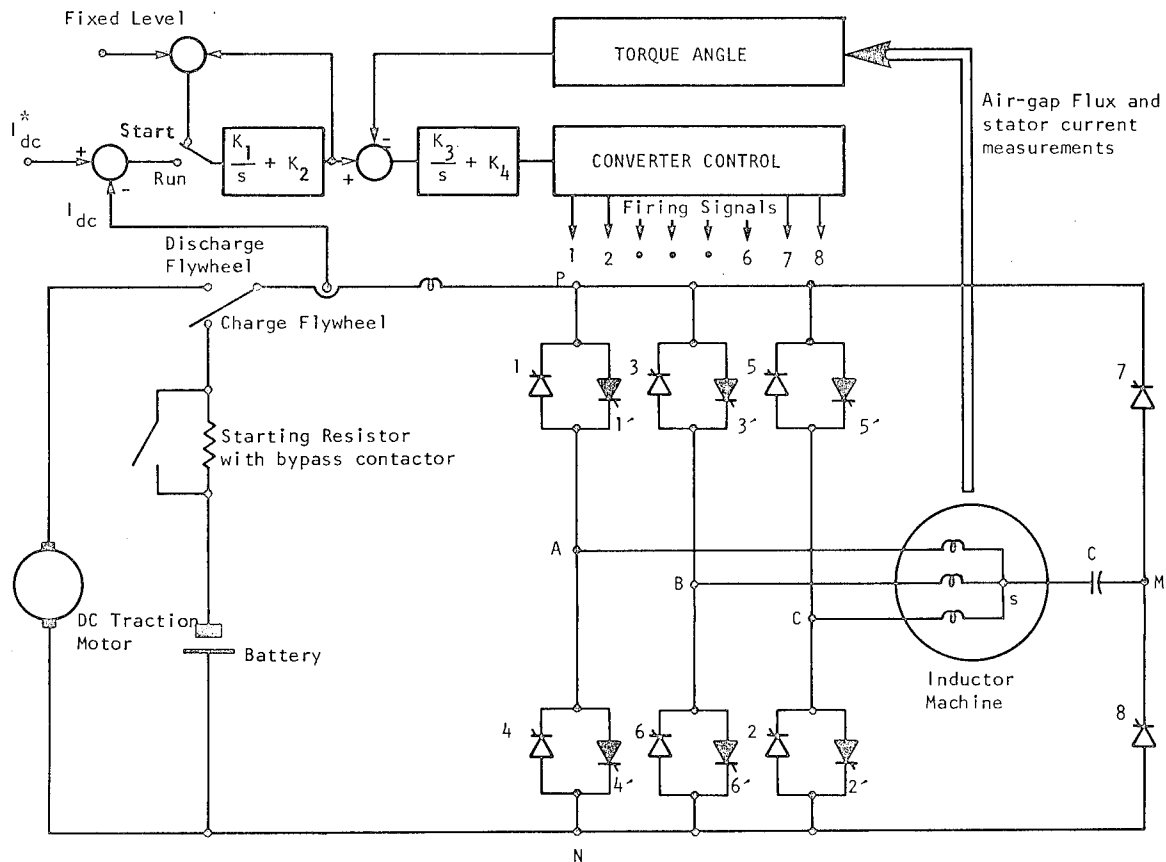 Fixed Level
TORQUE ANGLE
Air-gap Flux and
stator current
measurements
I*dc
+
-
Start
Run
K1
s + K2
+
-
K3
s + K4
CONVERTER CONTROL
Idc
Firing Signals
1 2 • • • 6 7 8
Discharge
Flywheel
Charge Flywheel
P
1
1´
3
3´
5
5´
7
Starting Resistor
with bypass contactor
A
B
C
s
C
M
DC Traction
Motor
Battery
Inductor
Machine
4
4´
6
6´
2
2´
8
N